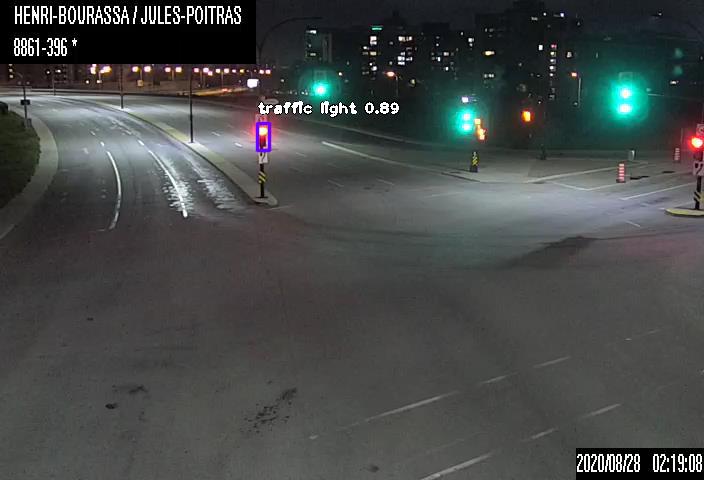 HENRI-BOURASSA / JULES-POITRAS
8861-396 *
traffic light 0.89
2020/08/28 02:19:08